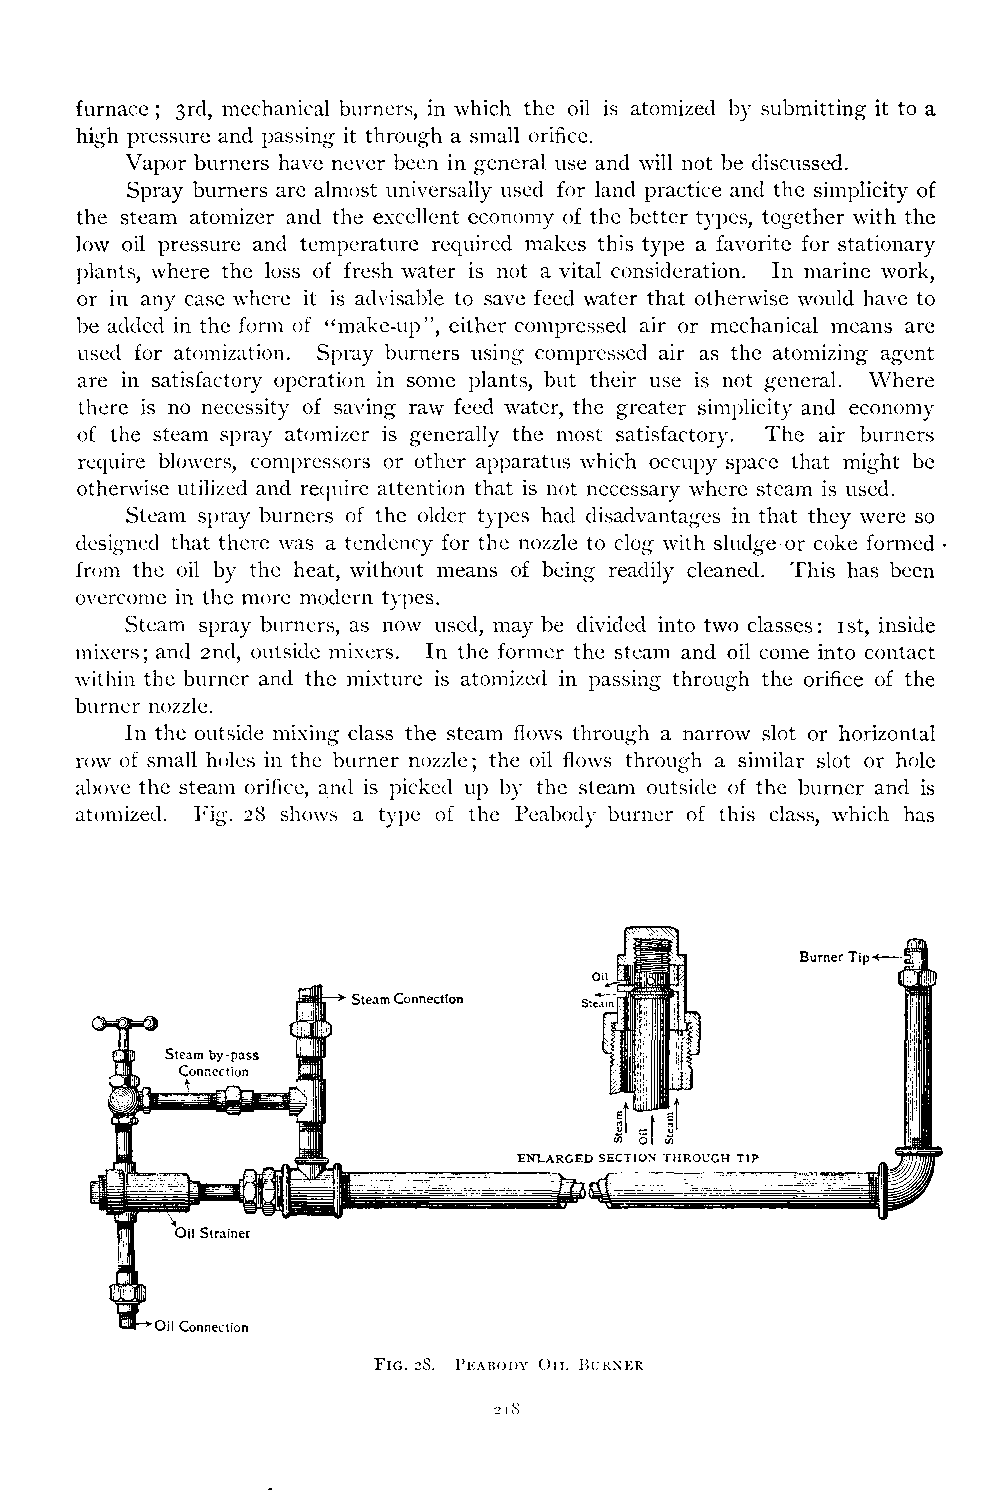 furnace; 3rd, mechanical burners, in which the oil is atomized by submitting it to a
high pressure and passing it through a small orifice.
Vapor burners have never been in general use and will not be discussed.
Spray burners are almost universally used for land practice and the simplicity of
the steam atomizer and the excellent economy of the better types, together with the
low oil pressure and temperature required makes this type a favorite for stationary
plants, where the loss of fresh water is not a vital consideration. In marine work,
or in any case where it is advisable to save feed water that otherwise would have to
be added in the form of “make-up”, either compressed air or mechanical means are
used for atomization. Spray burners using compressed air as the atomizing agent
are in satisfactory operation in some plants, but their use is not general. Where
there is no necessity of saving raw feed water, the greater simplicity and economy
of the steam spray atomizer is generally the most satisfactory. The air burners
require blowers, compressors or other apparatus which occupy space that might be
otherwise utilized and require attention that is not necessary where steam is used.
Steam spray burners of the older types had disadvantages in that they were so
designed that there was a tendency for the nozzle to clog with sludge or coke formed
from the oil by the heat, without means of being readily cleaned. This has been
overcome in the more modern types.
Steam spray burners, as now used, may be divided into two classes: 1st, inside
mixers; and 2nd, outside mixers. In the former the steam and oil come into contact
within the burner and the mixture is atomized in passing through the orifice of the
burner nozzle.
In the outside mixing class the steam flows through a narrow slot or horizontal
row of small holes in the burner nozzle; the oil flows through a similar slot or hole
above the steam orifice, and is picked up by the steam outside of the burner and is
atomized. Fig. 28 shows a type of the Peabody burner of this class, which has
Burner Tip
Oil
Steam
Steam Connection
Steam by-pass
Connection
Steam
Oil
Steam
ENLARGED SECTION THROUGH TIP
Oil Strainer
Oil Connection
FIG. 28. PEABODY OIL BURNER
218